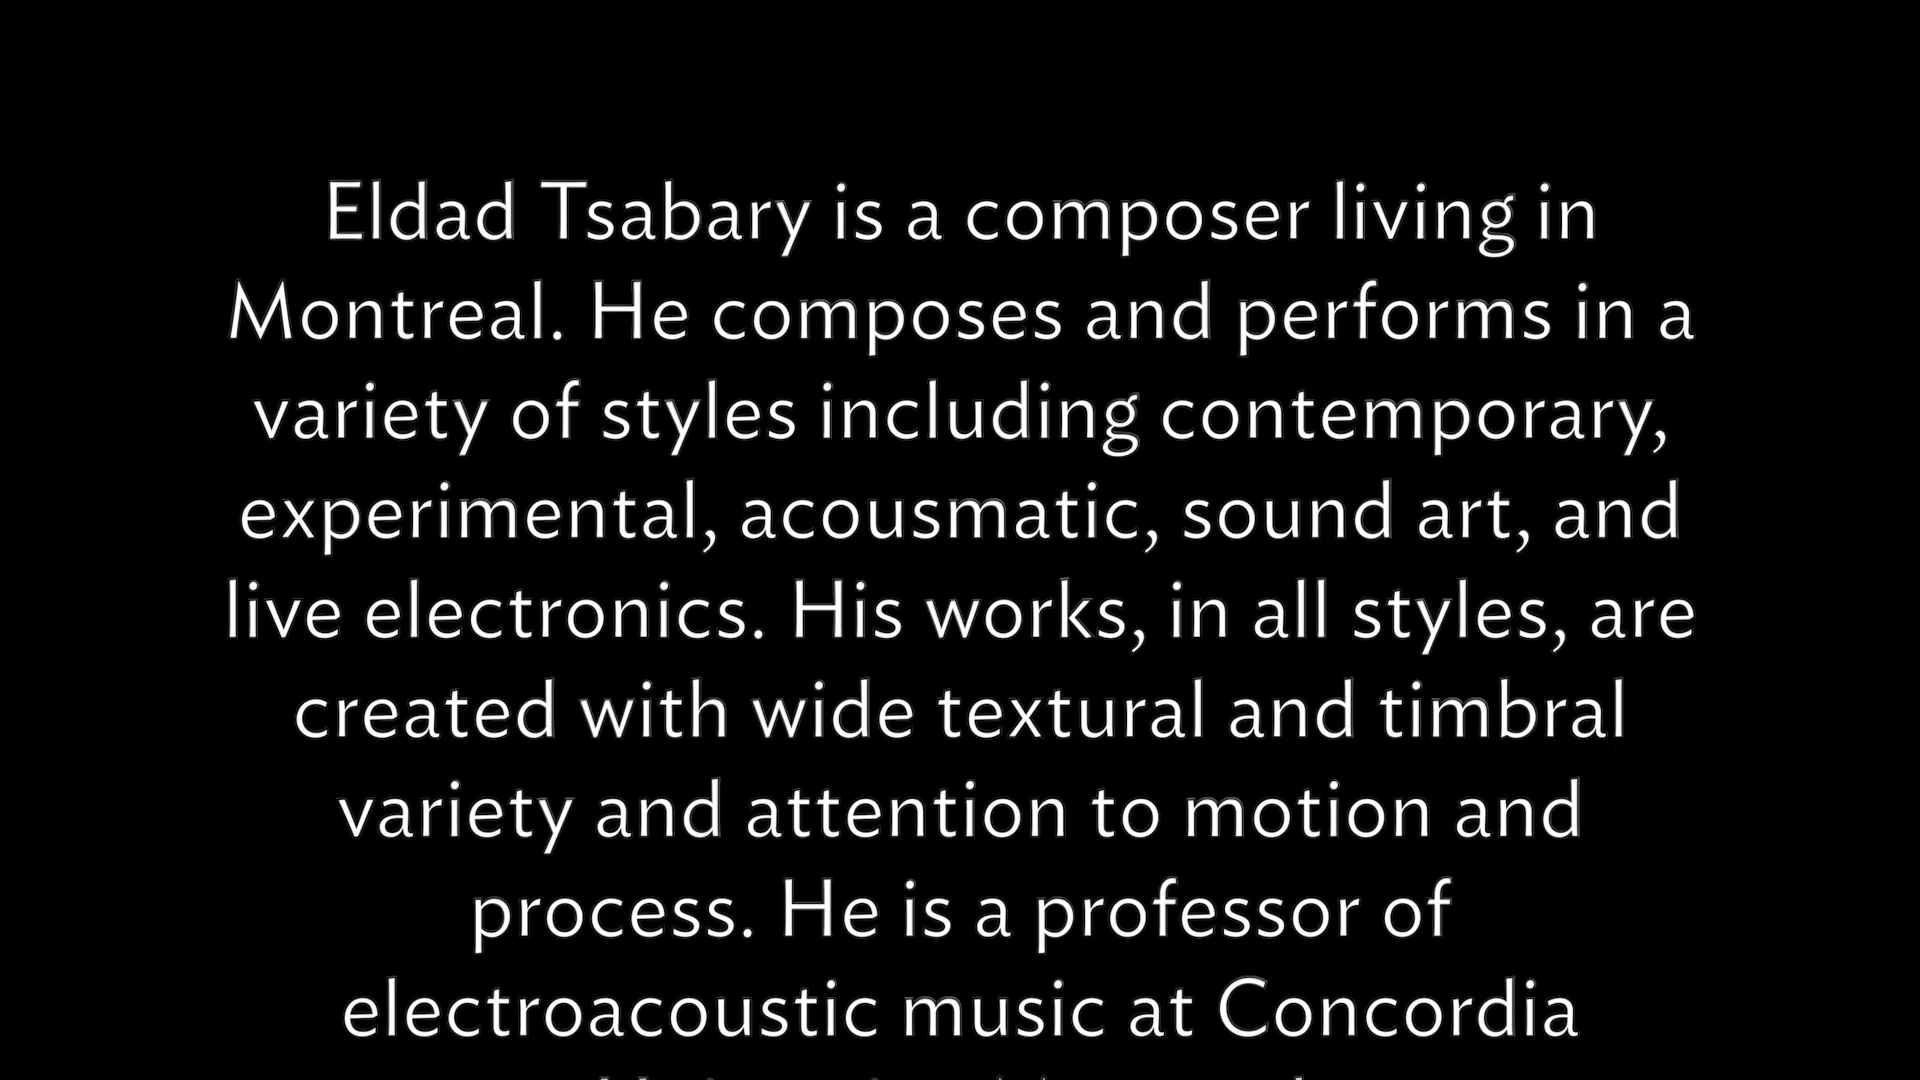 Eldad Tsabary is a composer living in
Montreal. He composes and performs in a
variety of styles including contemporary,
experimental, acousmatic, sound art, and
live electronics. His works, in all styles, are
created with wide textural and timbral
variety and attention to motion and
process. He is a professor of
electroacoustic music at Concordia